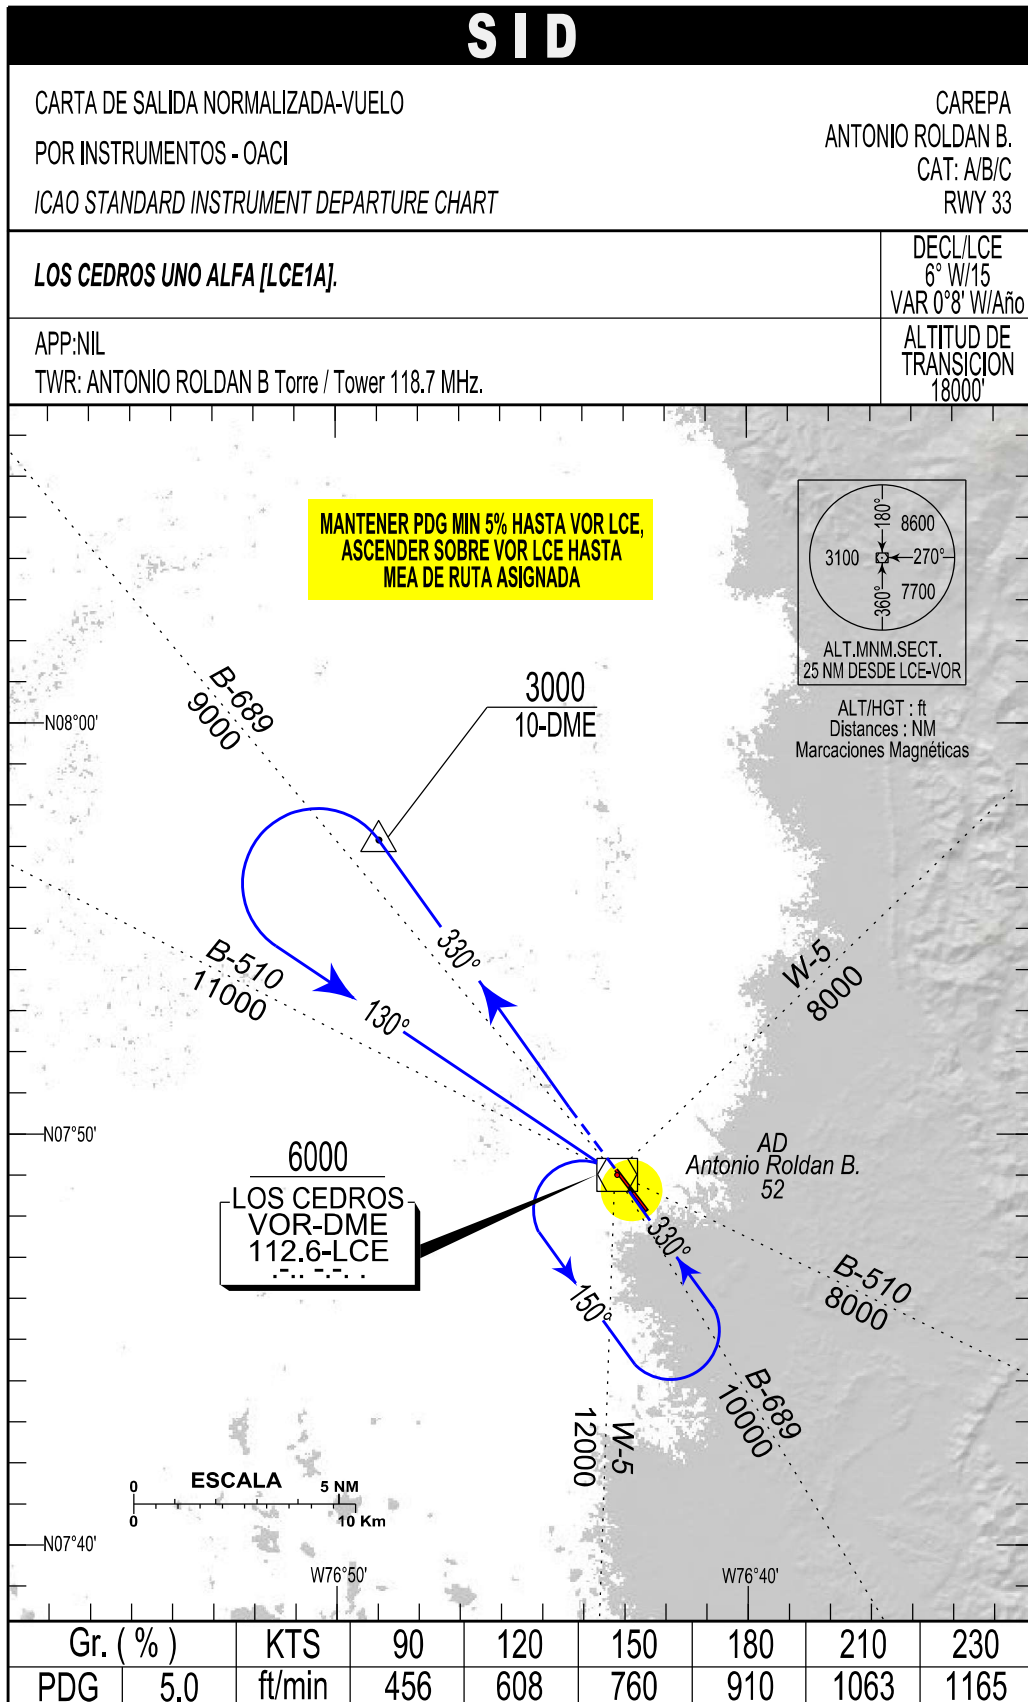 SID
CARTA DE SALIDA NORMALIZADA-VUELO
POR INSTRUMENTOS - OACI
ICAO STANDARD INSTRUMENT DEPARTURE CHART
CAREPA
ANTONIO ROLDAN B.
CAT: A/B/C
RWY 33
LOS CEDROS UNO ALFA [LCE1A].
DECL/LCE
6° W/15
VAR 0°8' W/Año
APP:NIL
TWR: ANTONIO ROLDAN B Torre / Tower 118.7 MHz.
ALTITUD DE
TRANSICION
18000'
MANTENER PDG MIN 5% HASTA VOR LCE,
ASCENDER SOBRE VOR LCE HASTA
MEA DE RUTA ASIGNADA
180°
8600
3100
270°
360°
7700
ALT.MNM.SECT.
25 NM DESDE LCE-VOR
ALT/HGT : ft
Distances : NM
Marcaciones Magnéticas
B-689
9000
3000
10-DME
N08°00'
330°
B-510
11000
130°
W-5
8000
N07°50'
AD
Antonio Roldan B.
52
6000
LOS CEDROS
VOR-DME
112.6-LCE
.-.. -.-. .
330°
150°
B-510
8000
B-689
10000
W-5
12000
ESCALA
0 5 NM
0 10 Km
N07°40'
W76°50'
W76°40'
Gr. ( % ) KTS 90 120 150 180 210 230
PDG 5.0 ft/min 456 608 760 910 1063 1165